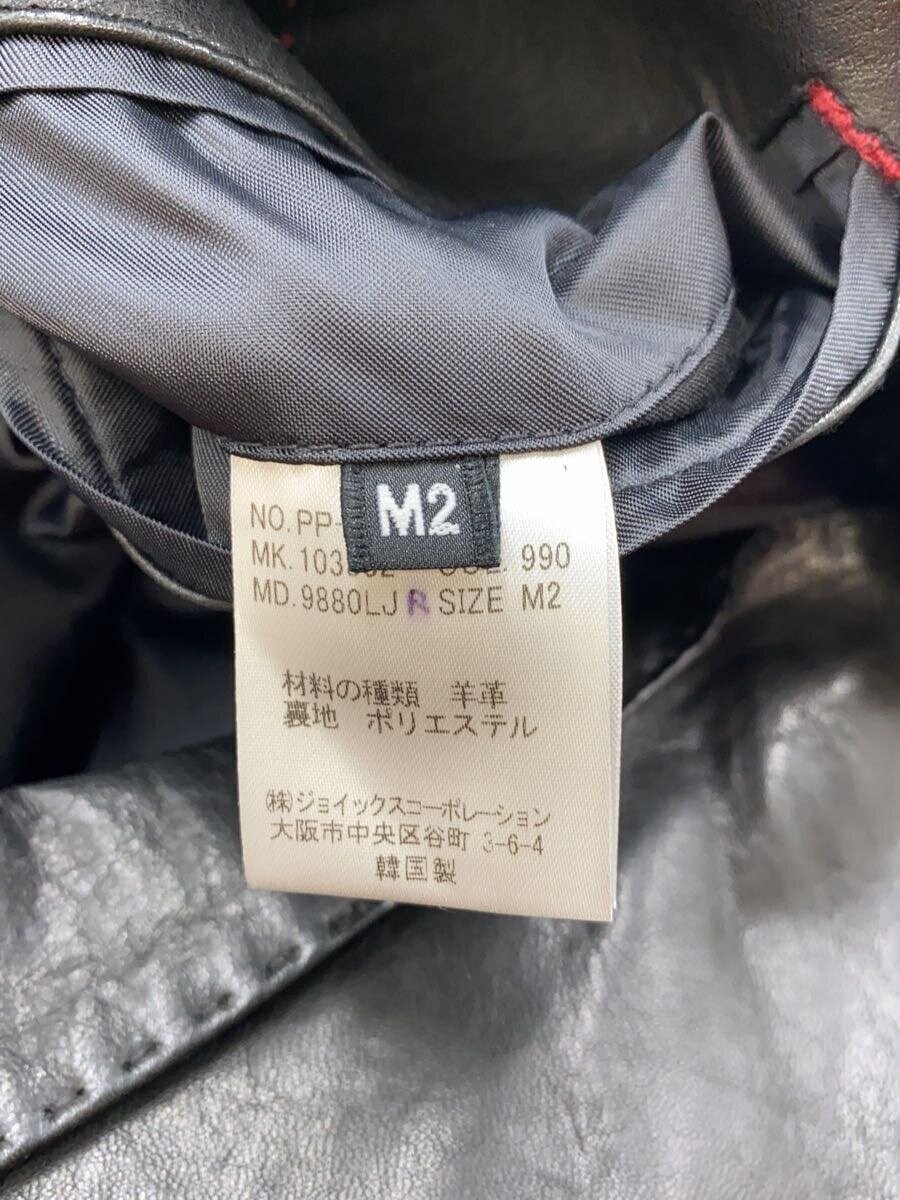 M2
NO.PP-
MK. 990
MD.9880LJ R SIZE M2
材料の種類 羊革
裏地 ポリエステル
㈱ジョイックスコーポレーション
大阪市中央区谷町 3-6-4
韓国製